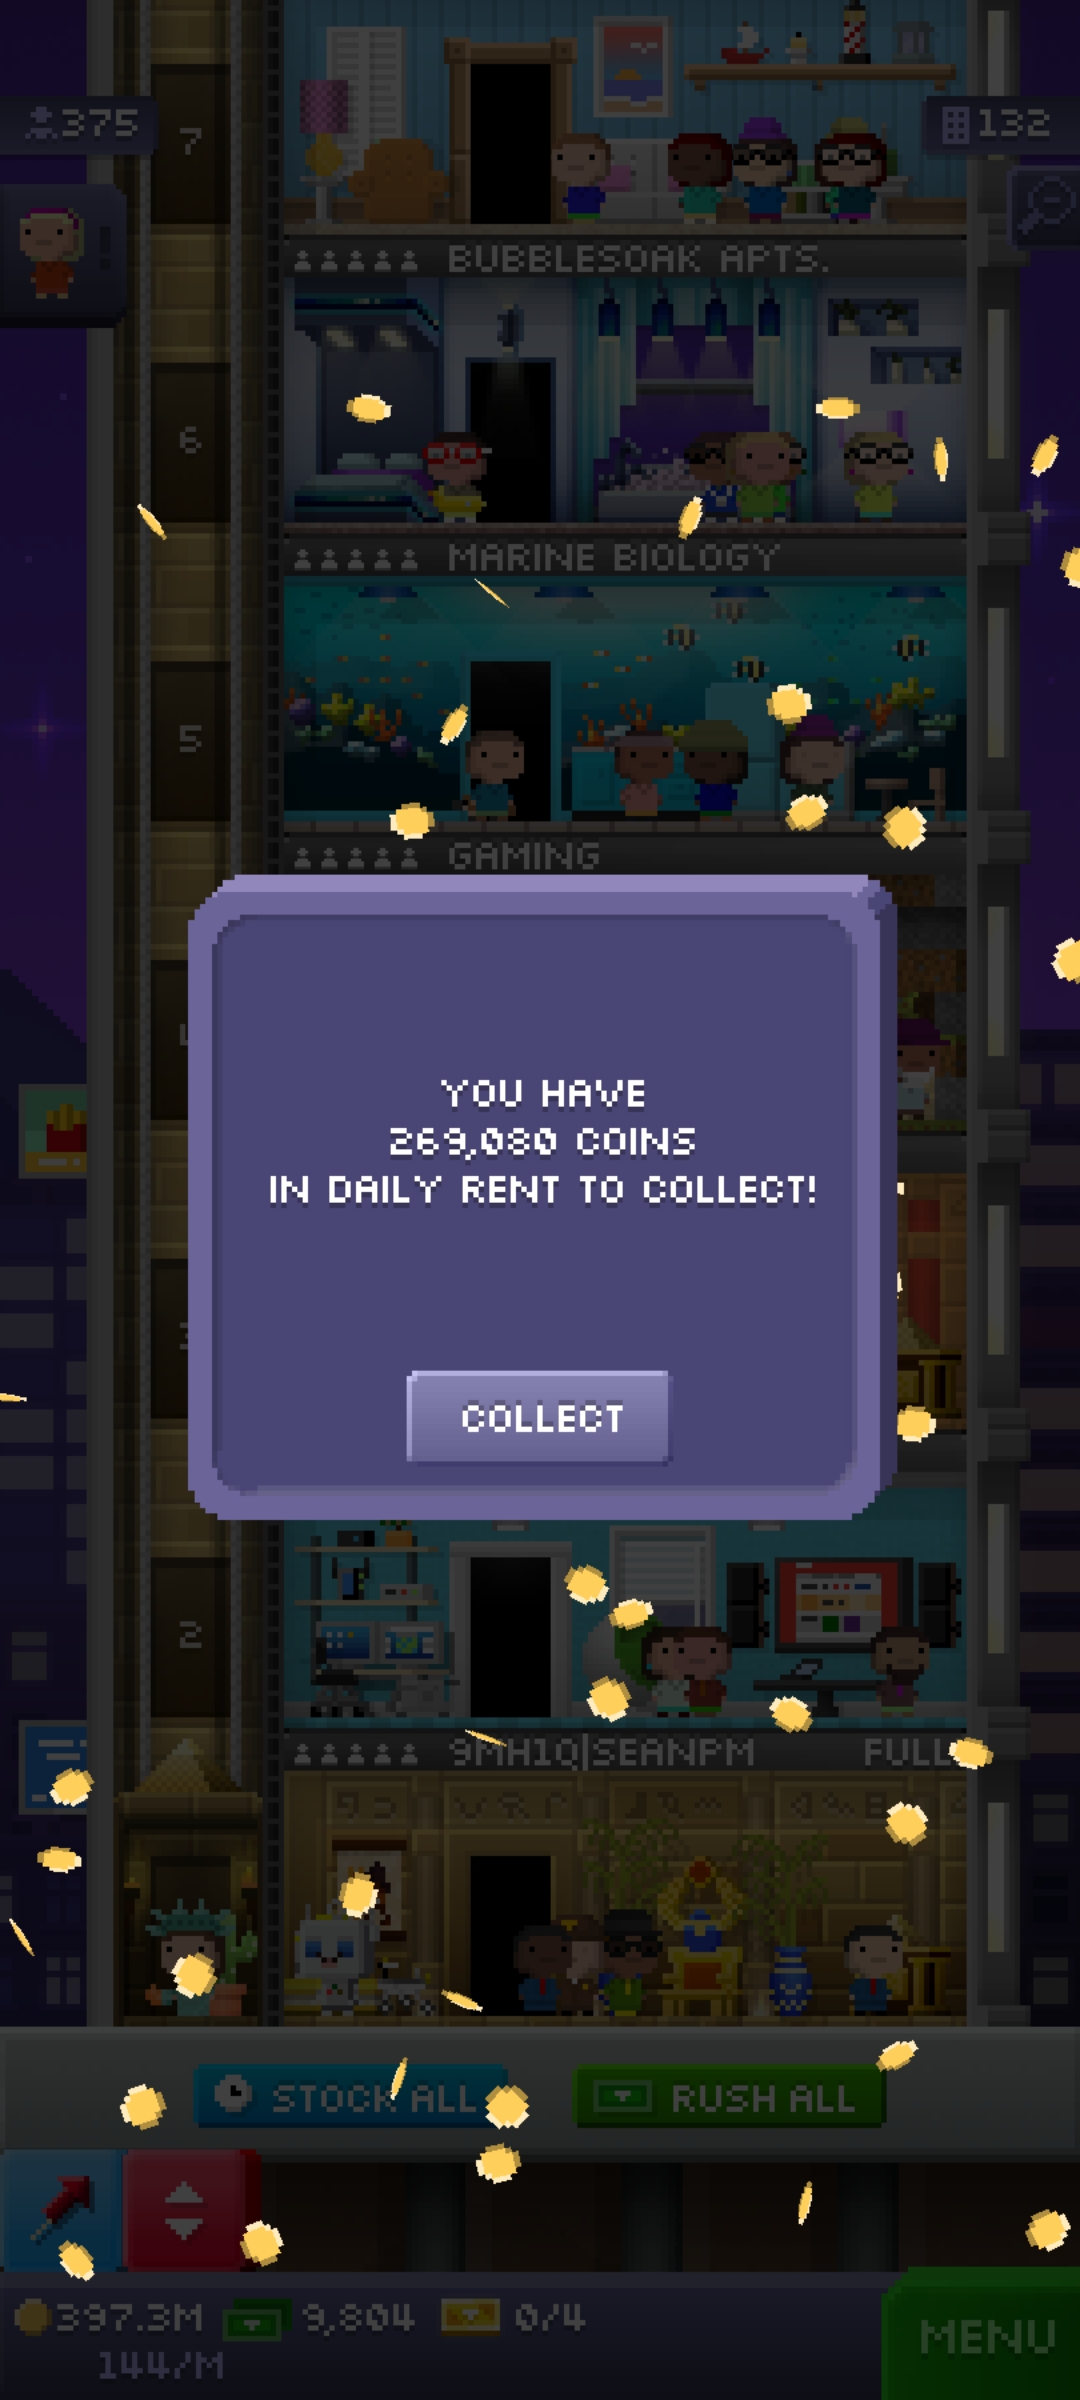 375
7
132
BUBBLESOAK APTS.
6
MARINE BIOLOGY
5
GAMING
YOU HAVE
269,080 COINS
IN DAILY RENT TO COLLECT!
COLLECT
2
9MH1Q|SEANPM FULL
STOCK ALL RUSH ALL
397.3M 9,804 0/4
144/M
MENU